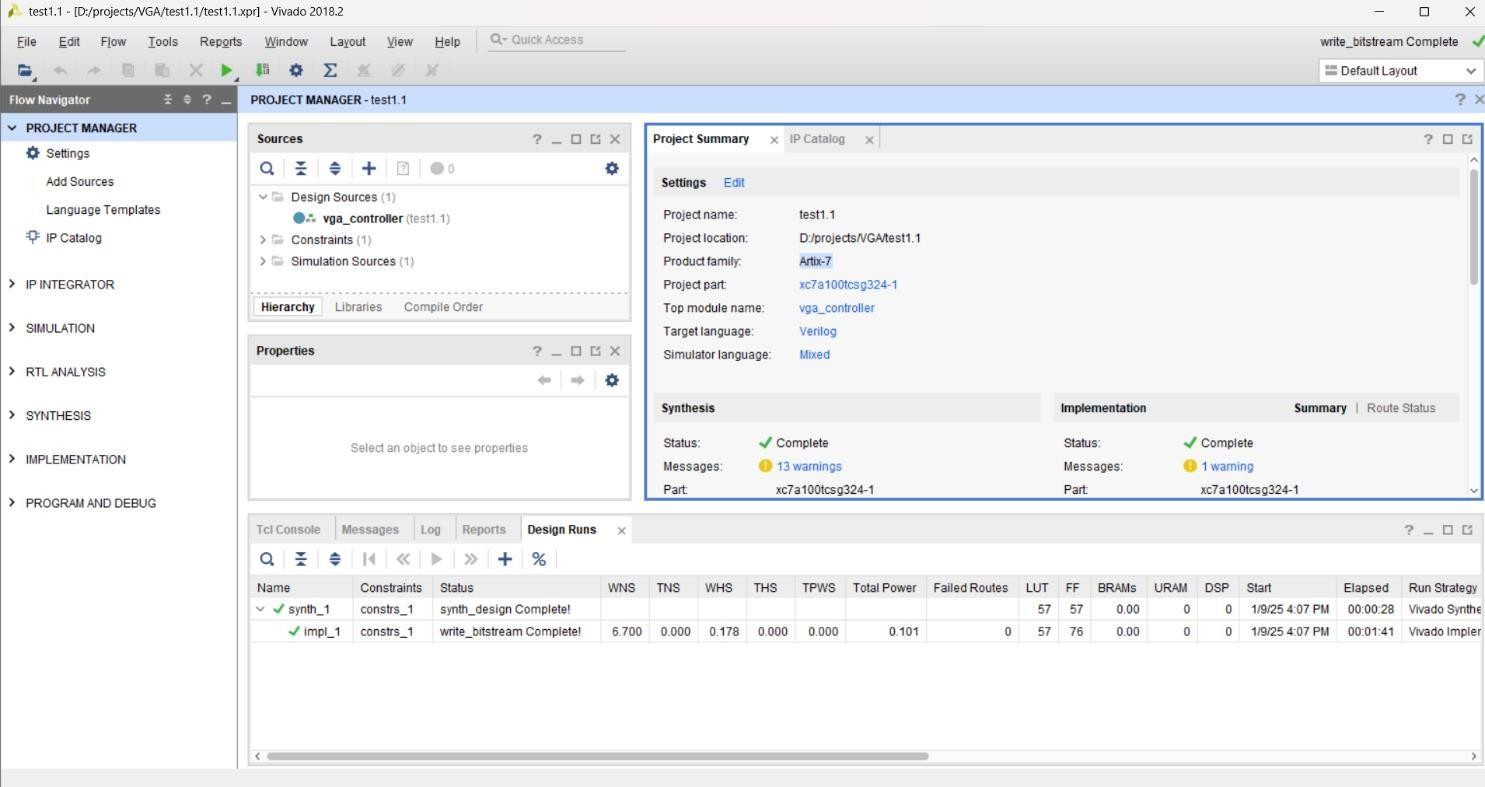 test1.1 - [D:/projects/VGA/test1.1/test1.1.xpr] - Vivado 2018.2
File Edit Flow Tools Reports Window Layout View Help Quick Access write_bitstream Complete
Default Layout
Flow Navigator
PROJECT MANAGER
Settings
Add Sources
Language Templates
IP Catalog
IP INTEGRATOR
SIMULATION
RTL ANALYSIS
SYNTHESIS
IMPLEMENTATION
PROGRAM AND DEBUG
PROJECT MANAGER - test1.1
Sources
0
Design Sources (1)
vga_controller (test1.1)
Constraints (1)
Simulation Sources (1)
Hierarchy Libraries Compile Order
Properties
Select an object to see properties
Project Summary IP Catalog
Settings Edit
Project name: test1.1
Project location: D:/projects/VGA/test1.1
Product family: Artix-7
Project part: xc7a100tcsg324-1
Top module name: vga_controller
Target language: Verilog
Simulator language: Mixed
Synthesis
Status: Complete
Messages: 13 warnings
Part: xc7a100tcsg324-1
Implementation Summary | Route Status
Status: Complete
Messages: 1 warning
Part: xc7a100tcsg324-1
Tcl Console Messages Log Reports Design Runs
Name Constraints Status WNS TNS WHS THS TPWS Total Power Failed Routes LUT FF BRAMs URAM DSP Start Elapsed Run Strategy
synth_1 constrs_1 synth_design Complete! 57 57 0.00 0 0 1/9/25 4:07 PM 00:00:28 Vivado Synthe
impl_1 constrs_1 write_bitstream Complete! 6.700 0.000 0.178 0.000 0.000 0.101 0 57 76 0.00 0 0 1/9/25 4:07 PM 00:01:41 Vivado Implem